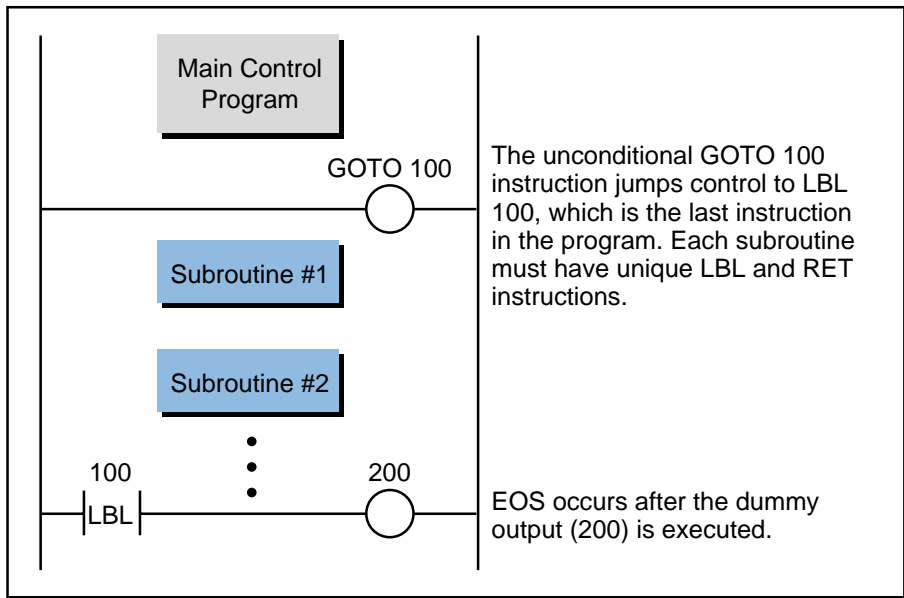 Main Control
Program
GOTO 100
The unconditional GOTO 100
instruction jumps control to LBL
100, which is the last instruction
in the program. Each subroutine
must have unique LBL and RET
instructions.
Subroutine #1
Subroutine #2
100
200
LBL
EOS occurs after the dummy
output (200) is executed.